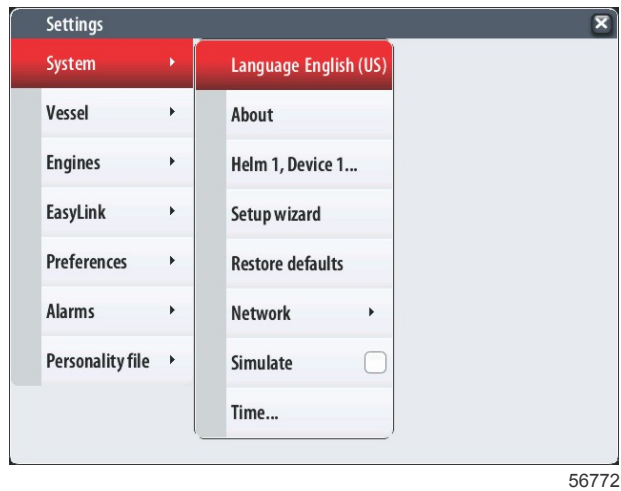 Settings
System
Vessel
Engines
EasyLink
Preferences
Alarms
Personality file
Language English (US)
About
Helm 1, Device 1...
Setup wizard
Restore defaults
Network
Simulate
Time...
56772